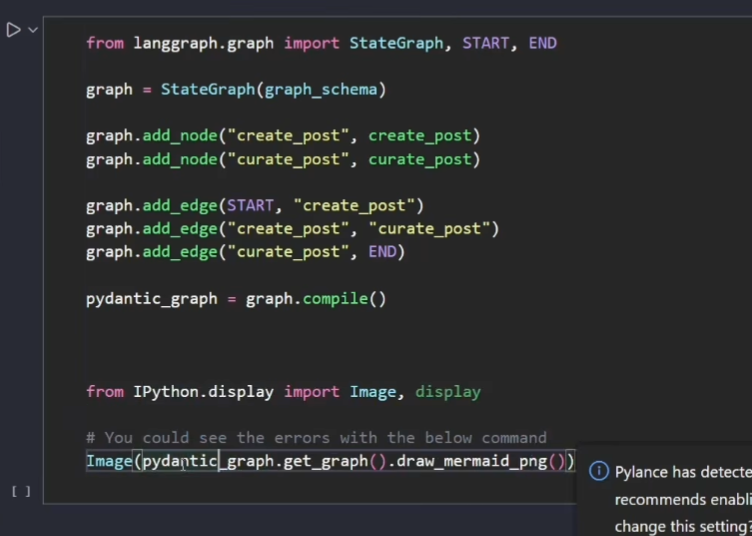 from langgraph.graph import StateGraph, START, END
graph = StateGraph(graph_schema)
graph.add_node("create_post", create_post)
graph.add_node("curate_post", curate_post)
graph.add_edge(START, "create_post")
graph.add_edge("create_post", "curate_post")
graph.add_edge("curate_post", END)
pydantic_graph = graph.compile()
from IPython.display import Image, display
# You could see the errors with the below command
Image(pydantic_graph.get_graph().draw_mermaid_png())
[ ]
Pylance has detecte
recommends enabli
change this setting?